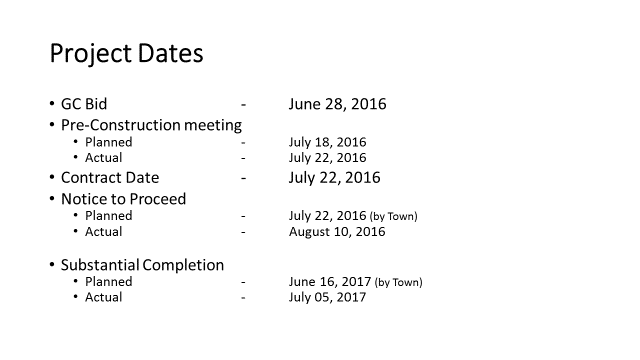 Project Dates
• GC Bid - June 28, 2016
• Pre-Construction meeting
• Planned - July 18, 2016
• Actual - July 22, 2016
• Contract Date - July 22, 2016
• Notice to Proceed
• Planned - July 22, 2016 (by Town)
• Actual - August 10, 2016
• Substantial Completion
• Planned - June 16, 2017 (by Town)
• Actual - July 05, 2017